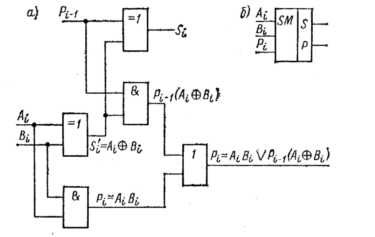 а)
P_{i-1}
=1
S_i
б)
A_i SM S
B_i
P_i P
&
P_{i-1}(A_i⊕B_i)
A_i
=1
B_i
S_i'=A_i⊕B_i
1
P_i=A_iB_i∨P_{i-1}(A_i⊕B_i)
&
P_i=A_iB_i